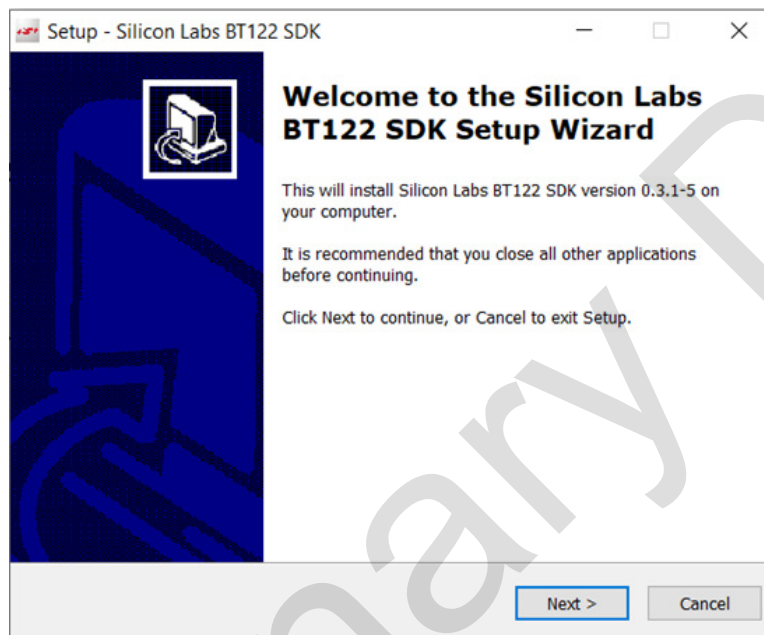 Setup - Silicon Labs BT122 SDK
Welcome to the Silicon Labs
BT122 SDK Setup Wizard
This will install Silicon Labs BT122 SDK version 0.3.1-5 on
your computer.
It is recommended that you close all other applications
before continuing.
Click Next to continue, or Cancel to exit Setup.
Next >
Cancel